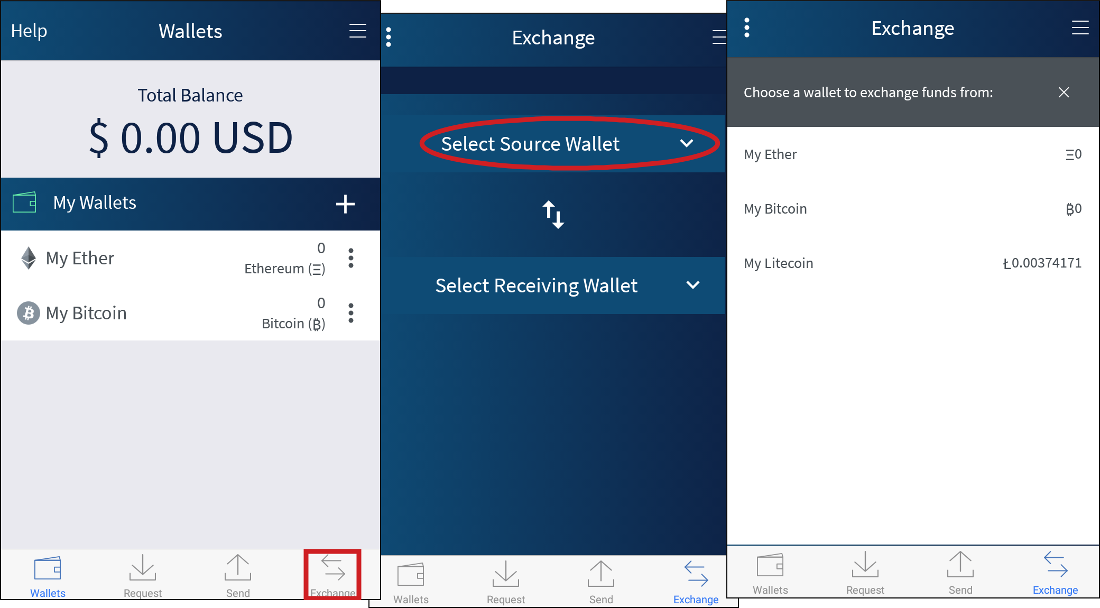 Help
Wallets
Total Balance
$ 0.00 USD
My Wallets
My Ether
0
Ethereum (Ξ)
My Bitcoin
0
Bitcoin (₿)
Wallets
Request
Send
Exchange
Exchange
Select Source Wallet
Select Receiving Wallet
Wallets
Request
Send
Exchange
Exchange
Choose a wallet to exchange funds from:
My Ether Ξ0
My Bitcoin ₿0
My Litecoin Ł0.00374171
Wallets
Request
Send
Exchange